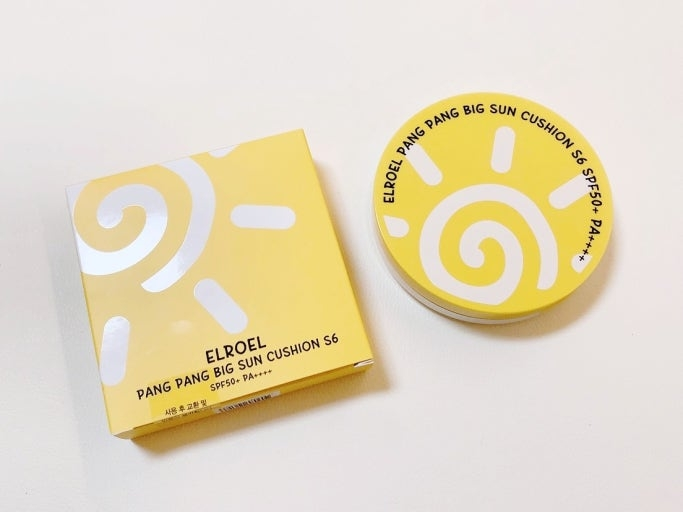 ELROEL
PANG PANG BIG SUN CUSHION S6
SPF50+ PA++++
사용 후 교환 및
ELROEL PANG PANG BIG SUN CUSHION S6 SPF50+ PA++++